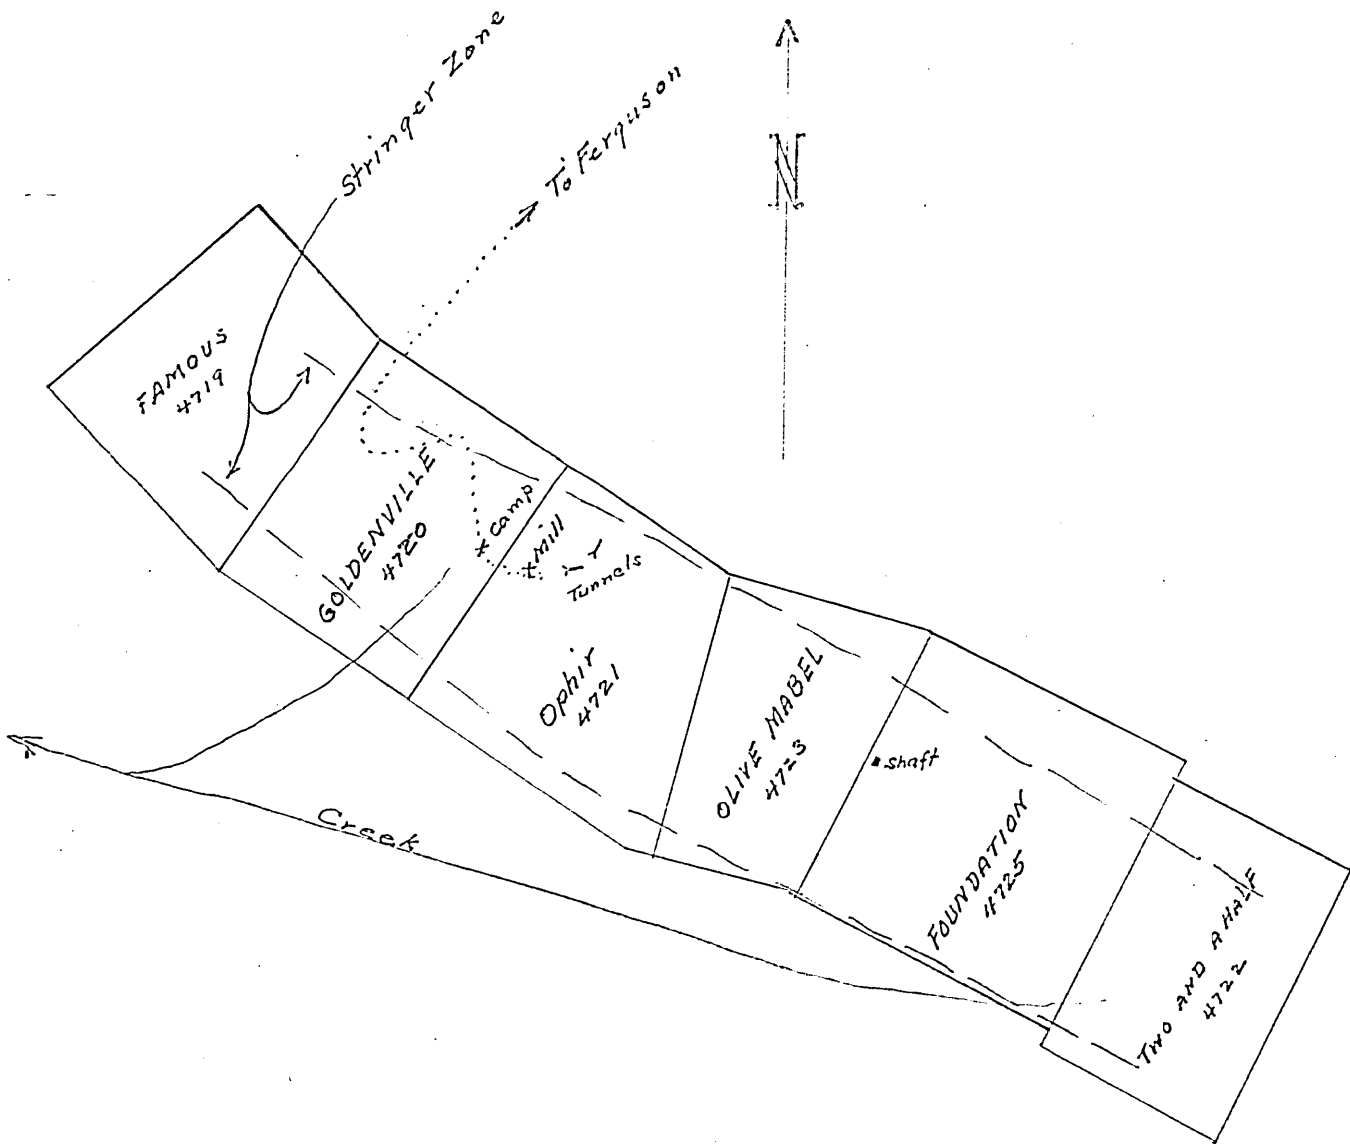 Stringer Zone
To Ferguson
N
FAMOUS
4719
GOLDENVILLE
4720
Camp
Mill
Tunnels
Ophir
4721
OLIVE MABEL
4723
Shaft
FOUNDATION
4725
TWO AND A HALF
4722
Creek